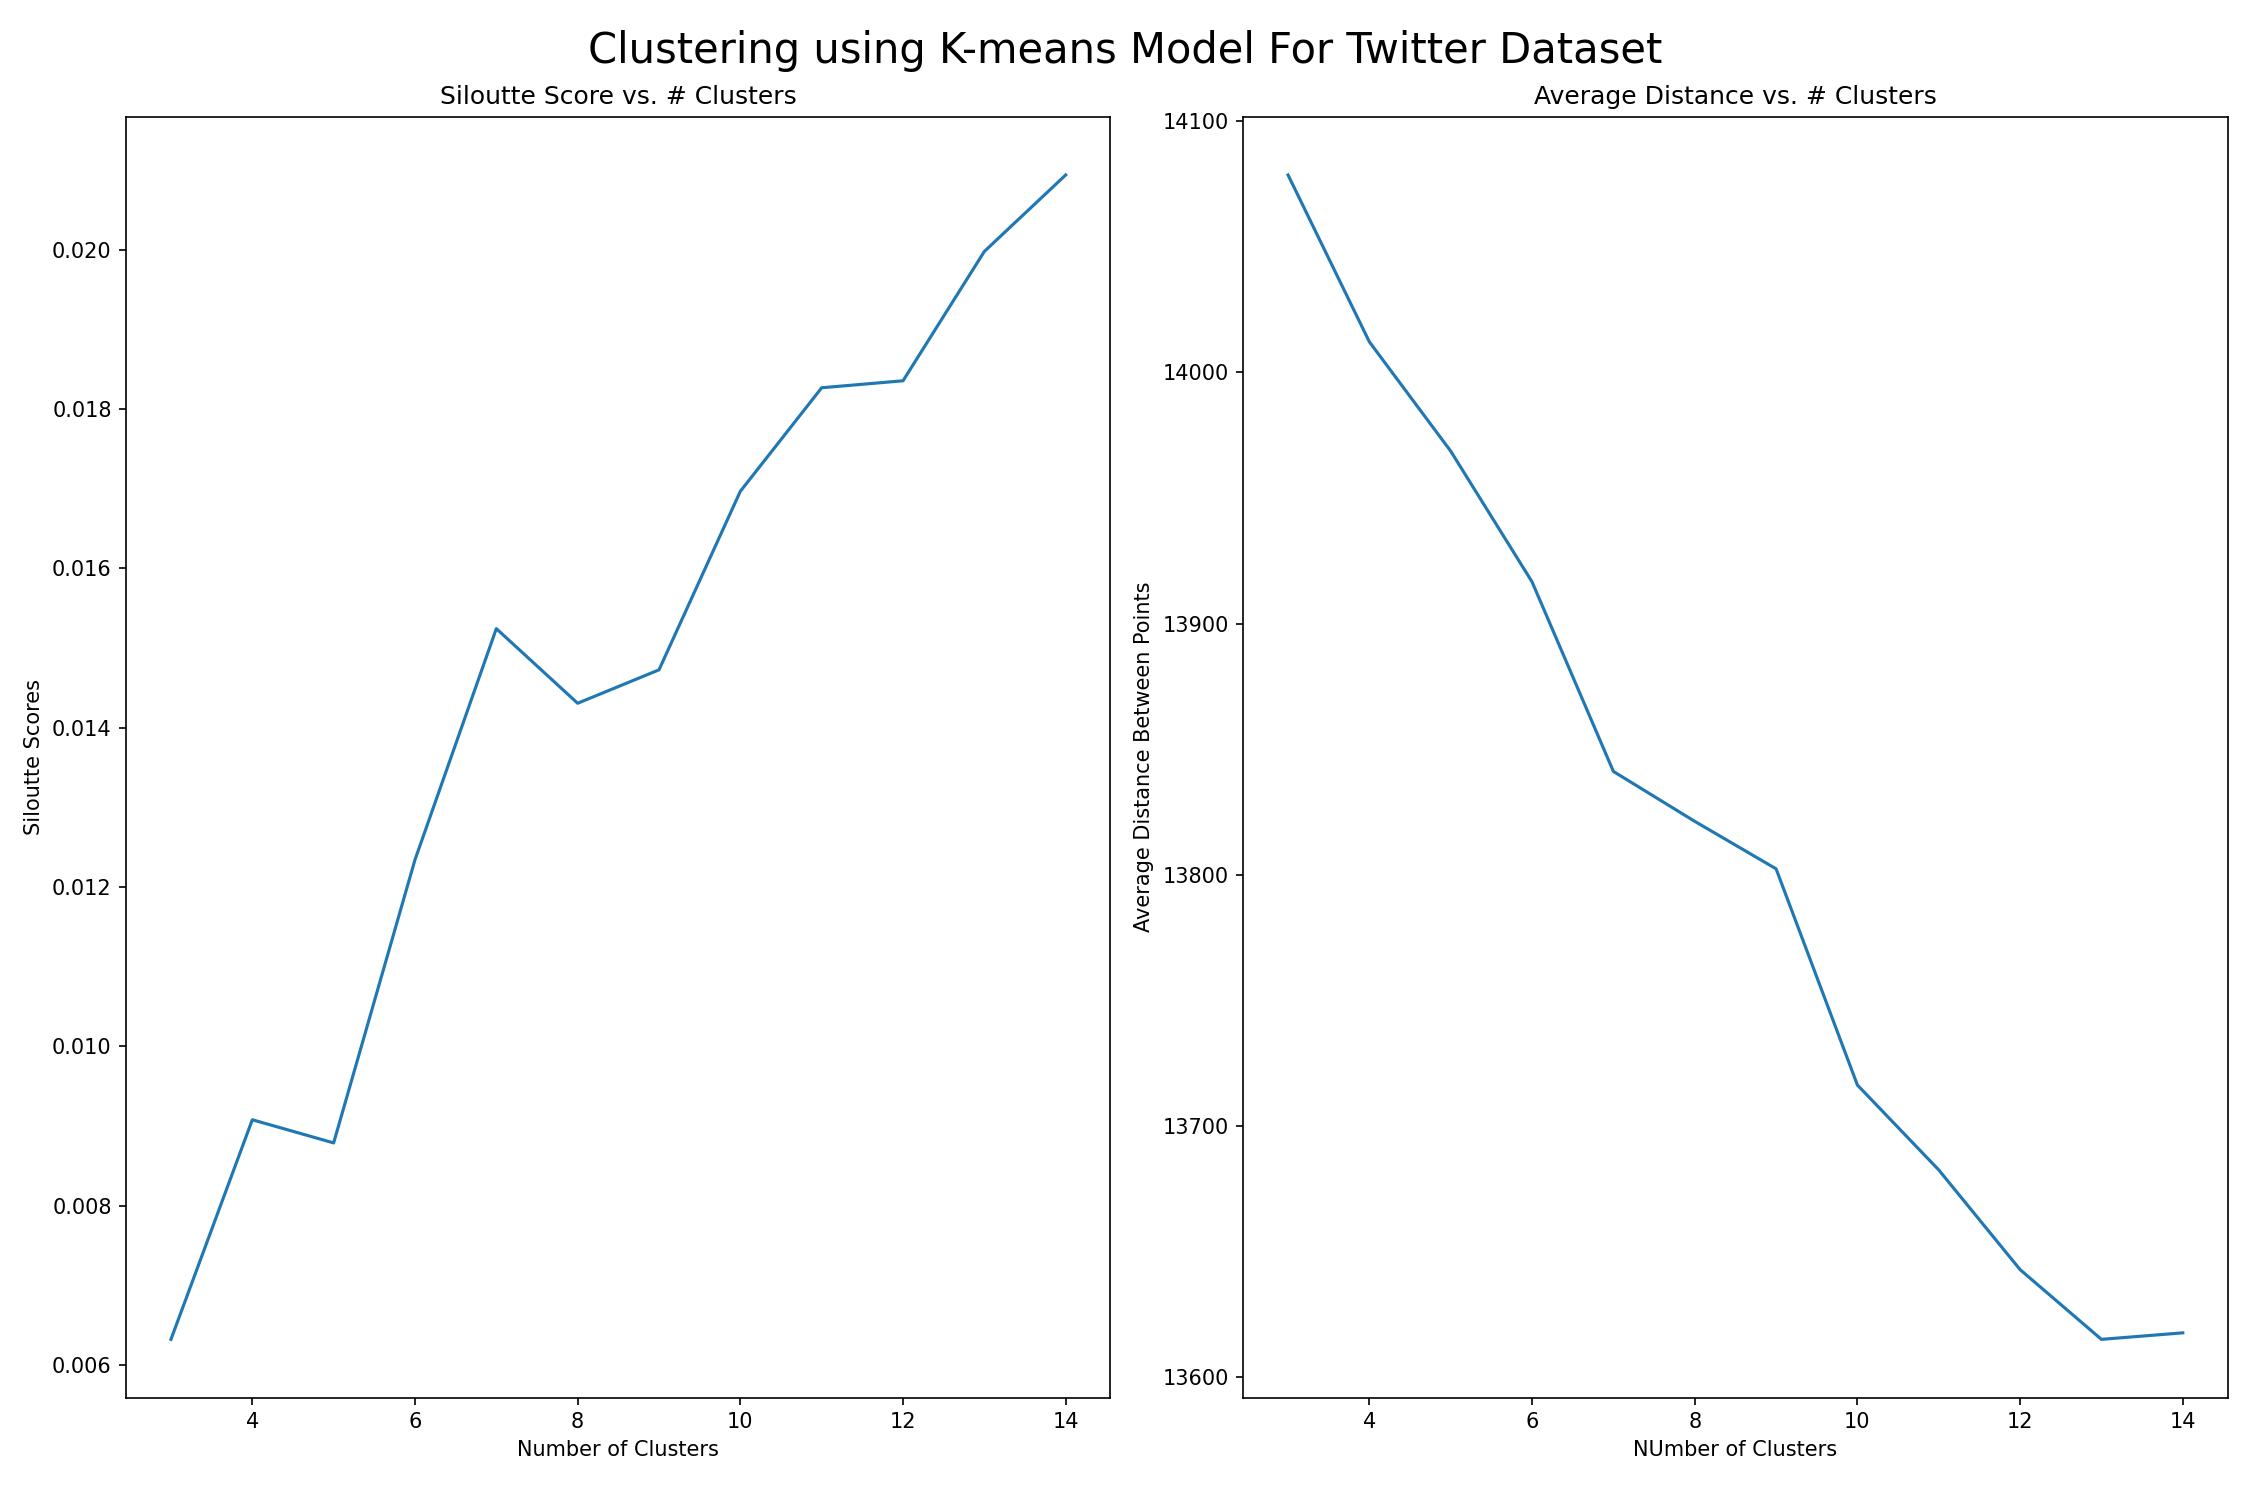 Clustering using K-means Model For Twitter Dataset
Siloutte Score vs. # Clusters
Siloutte Scores
0.020
0.018
0.016
0.014
0.012
0.010
0.008
0.006
4 6 8 10 12 14
Number of Clusters
Average Distance vs. # Clusters
Average Distance Between Points
14100
14000
13900
13800
13700
13600
4 6 8 10 12 14
NUmber of Clusters